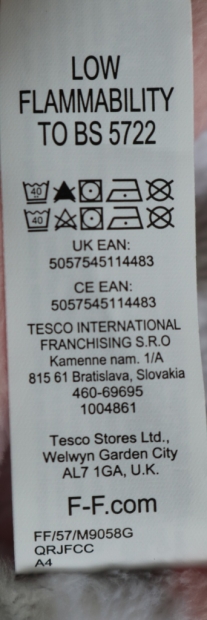 LOW
FLAMMABILITY
TO BS 5722
40
40
UK EAN:
5057545114483
CE EAN:
5057545114483
TESCO INTERNATIONAL
FRANCHISING S.R.O
Kamenne nam. 1/A
815 61 Bratislava, Slovakia
460-69695
1004861
Tesco Stores Ltd.,
Welwyn Garden City
AL7 1GA, U.K.
F-F.com
FF/57/M9058G
QRJFCC
A4